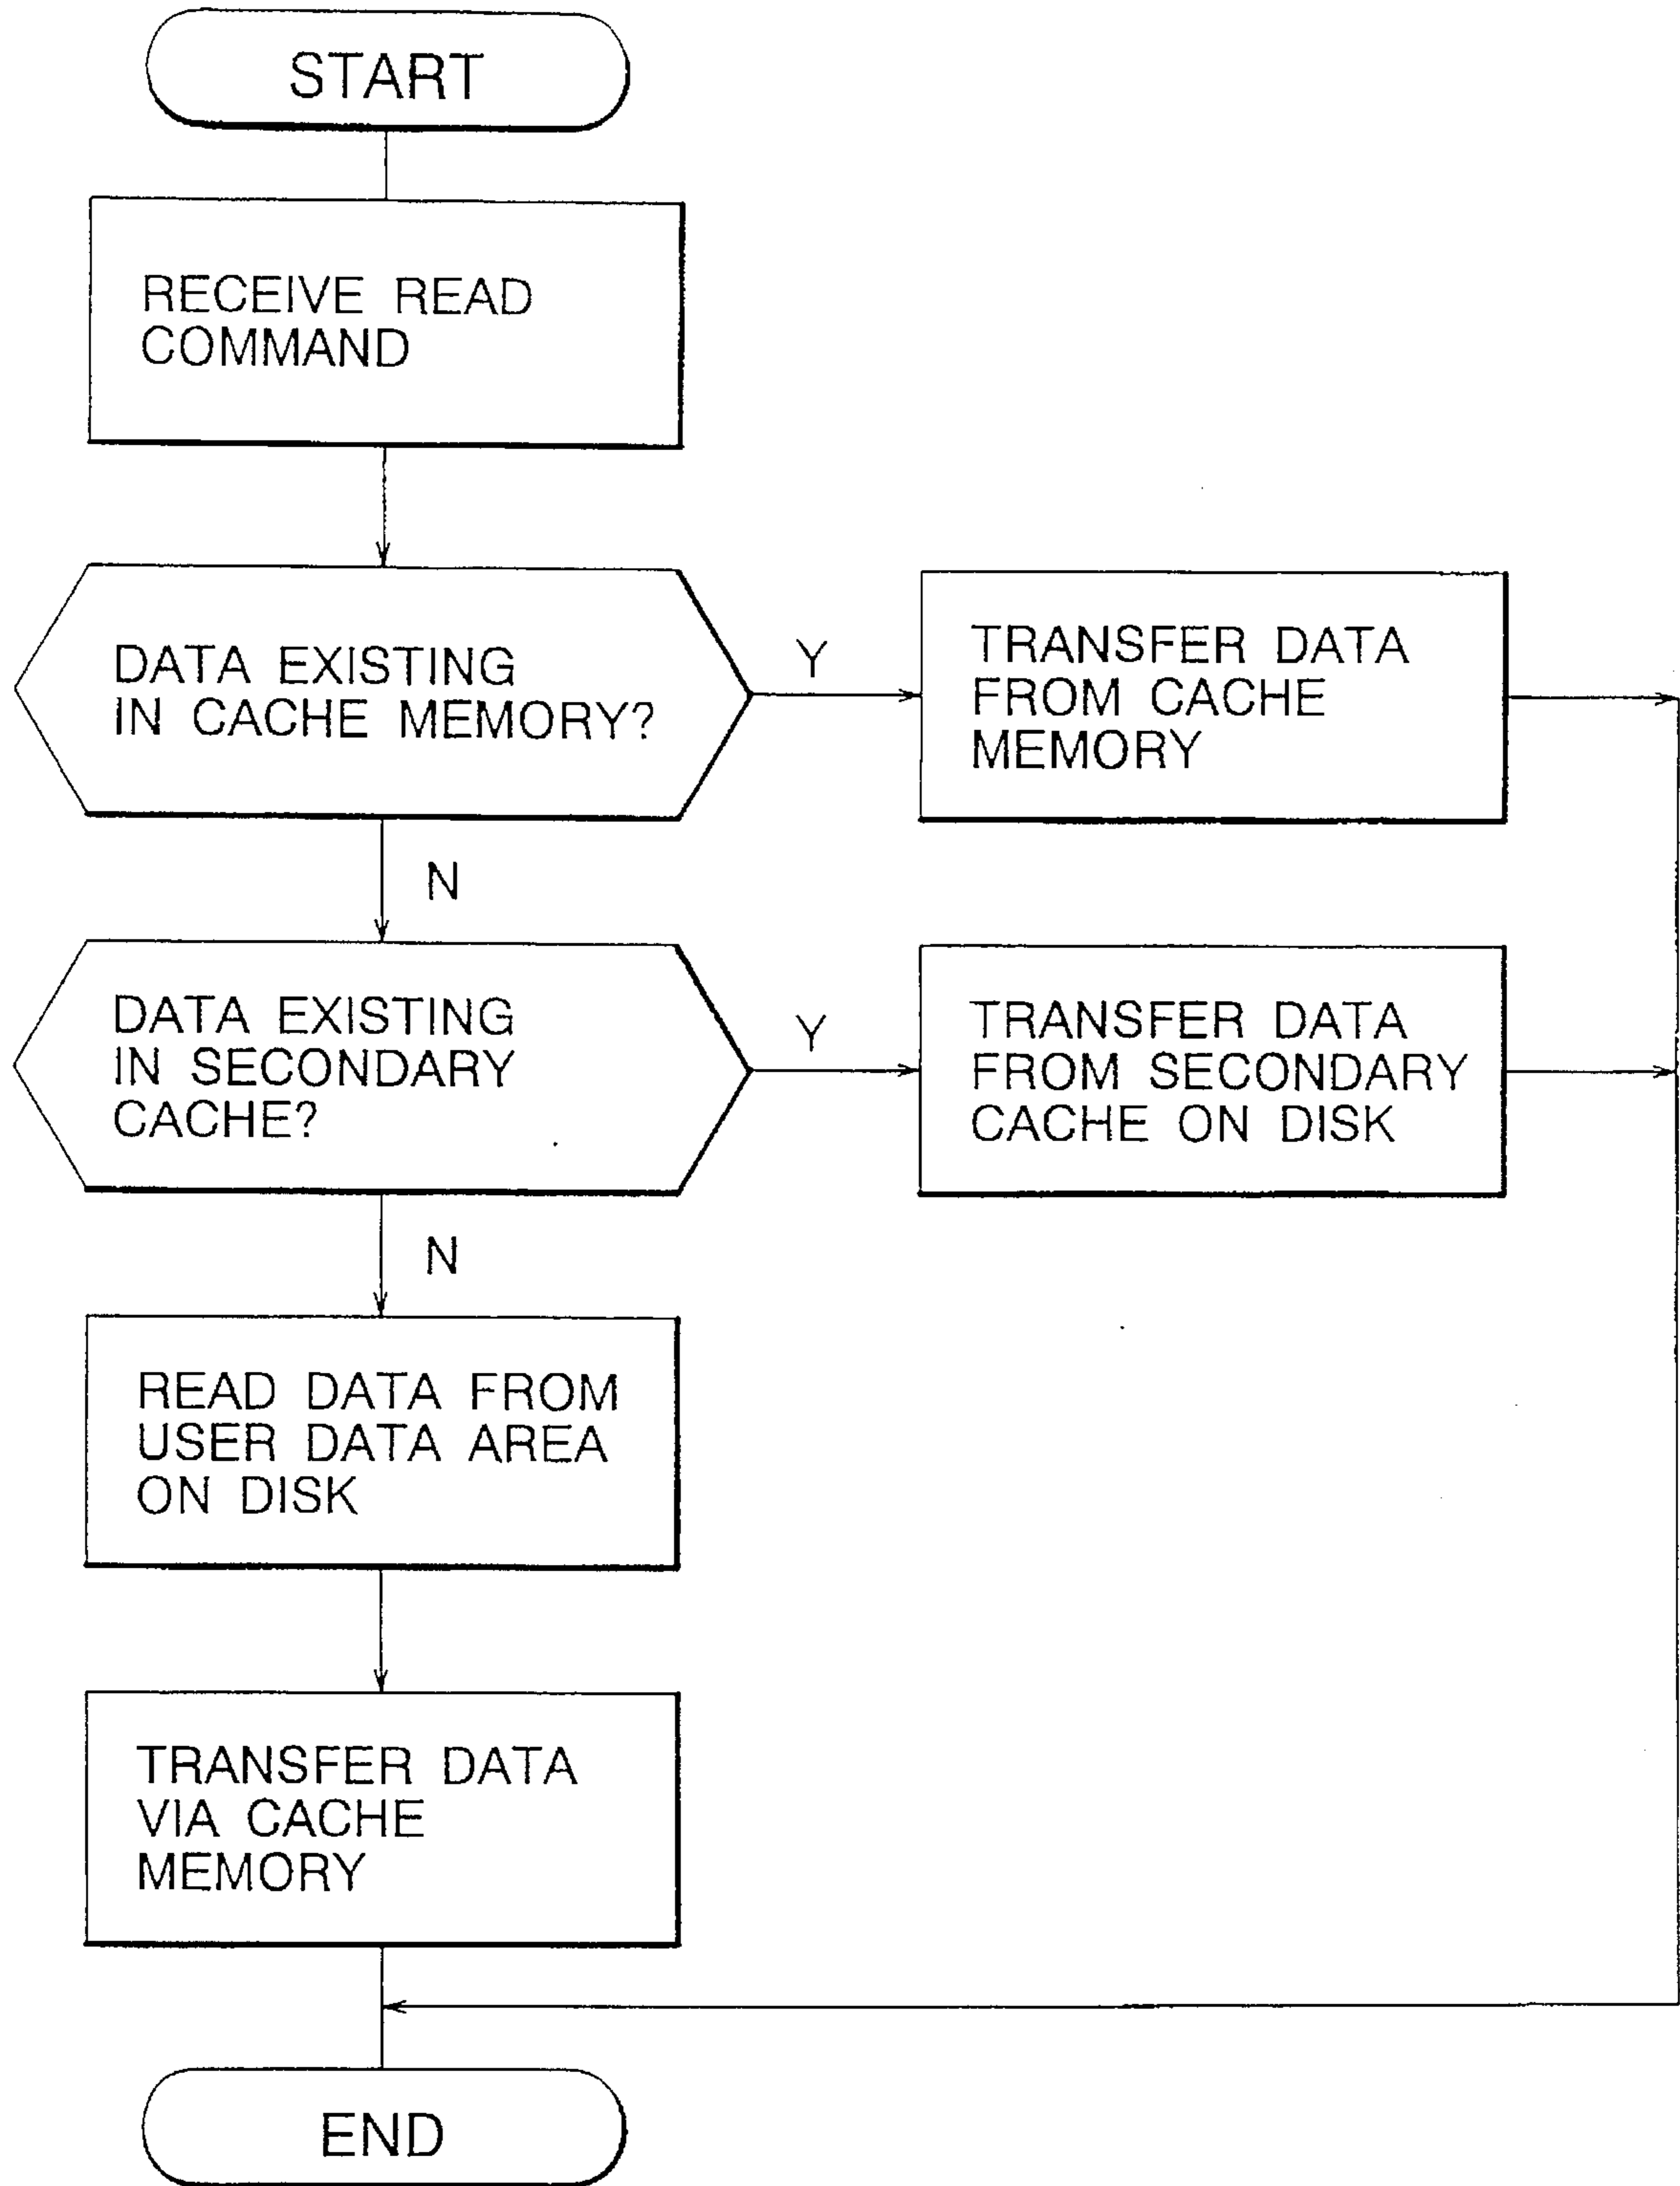 START
RECEIVE READ
COMMAND
DATA EXISTING
IN CACHE MEMORY?
Y
TRANSFER DATA
FROM CACHE
MEMORY
N
DATA EXISTING
IN SECONDARY
CACHE?
Y
TRANSFER DATA
FROM SECONDARY
CACHE ON DISK
N
READ DATA FROM
USER DATA AREA
ON DISK
TRANSFER DATA
VIA CACHE
MEMORY
END